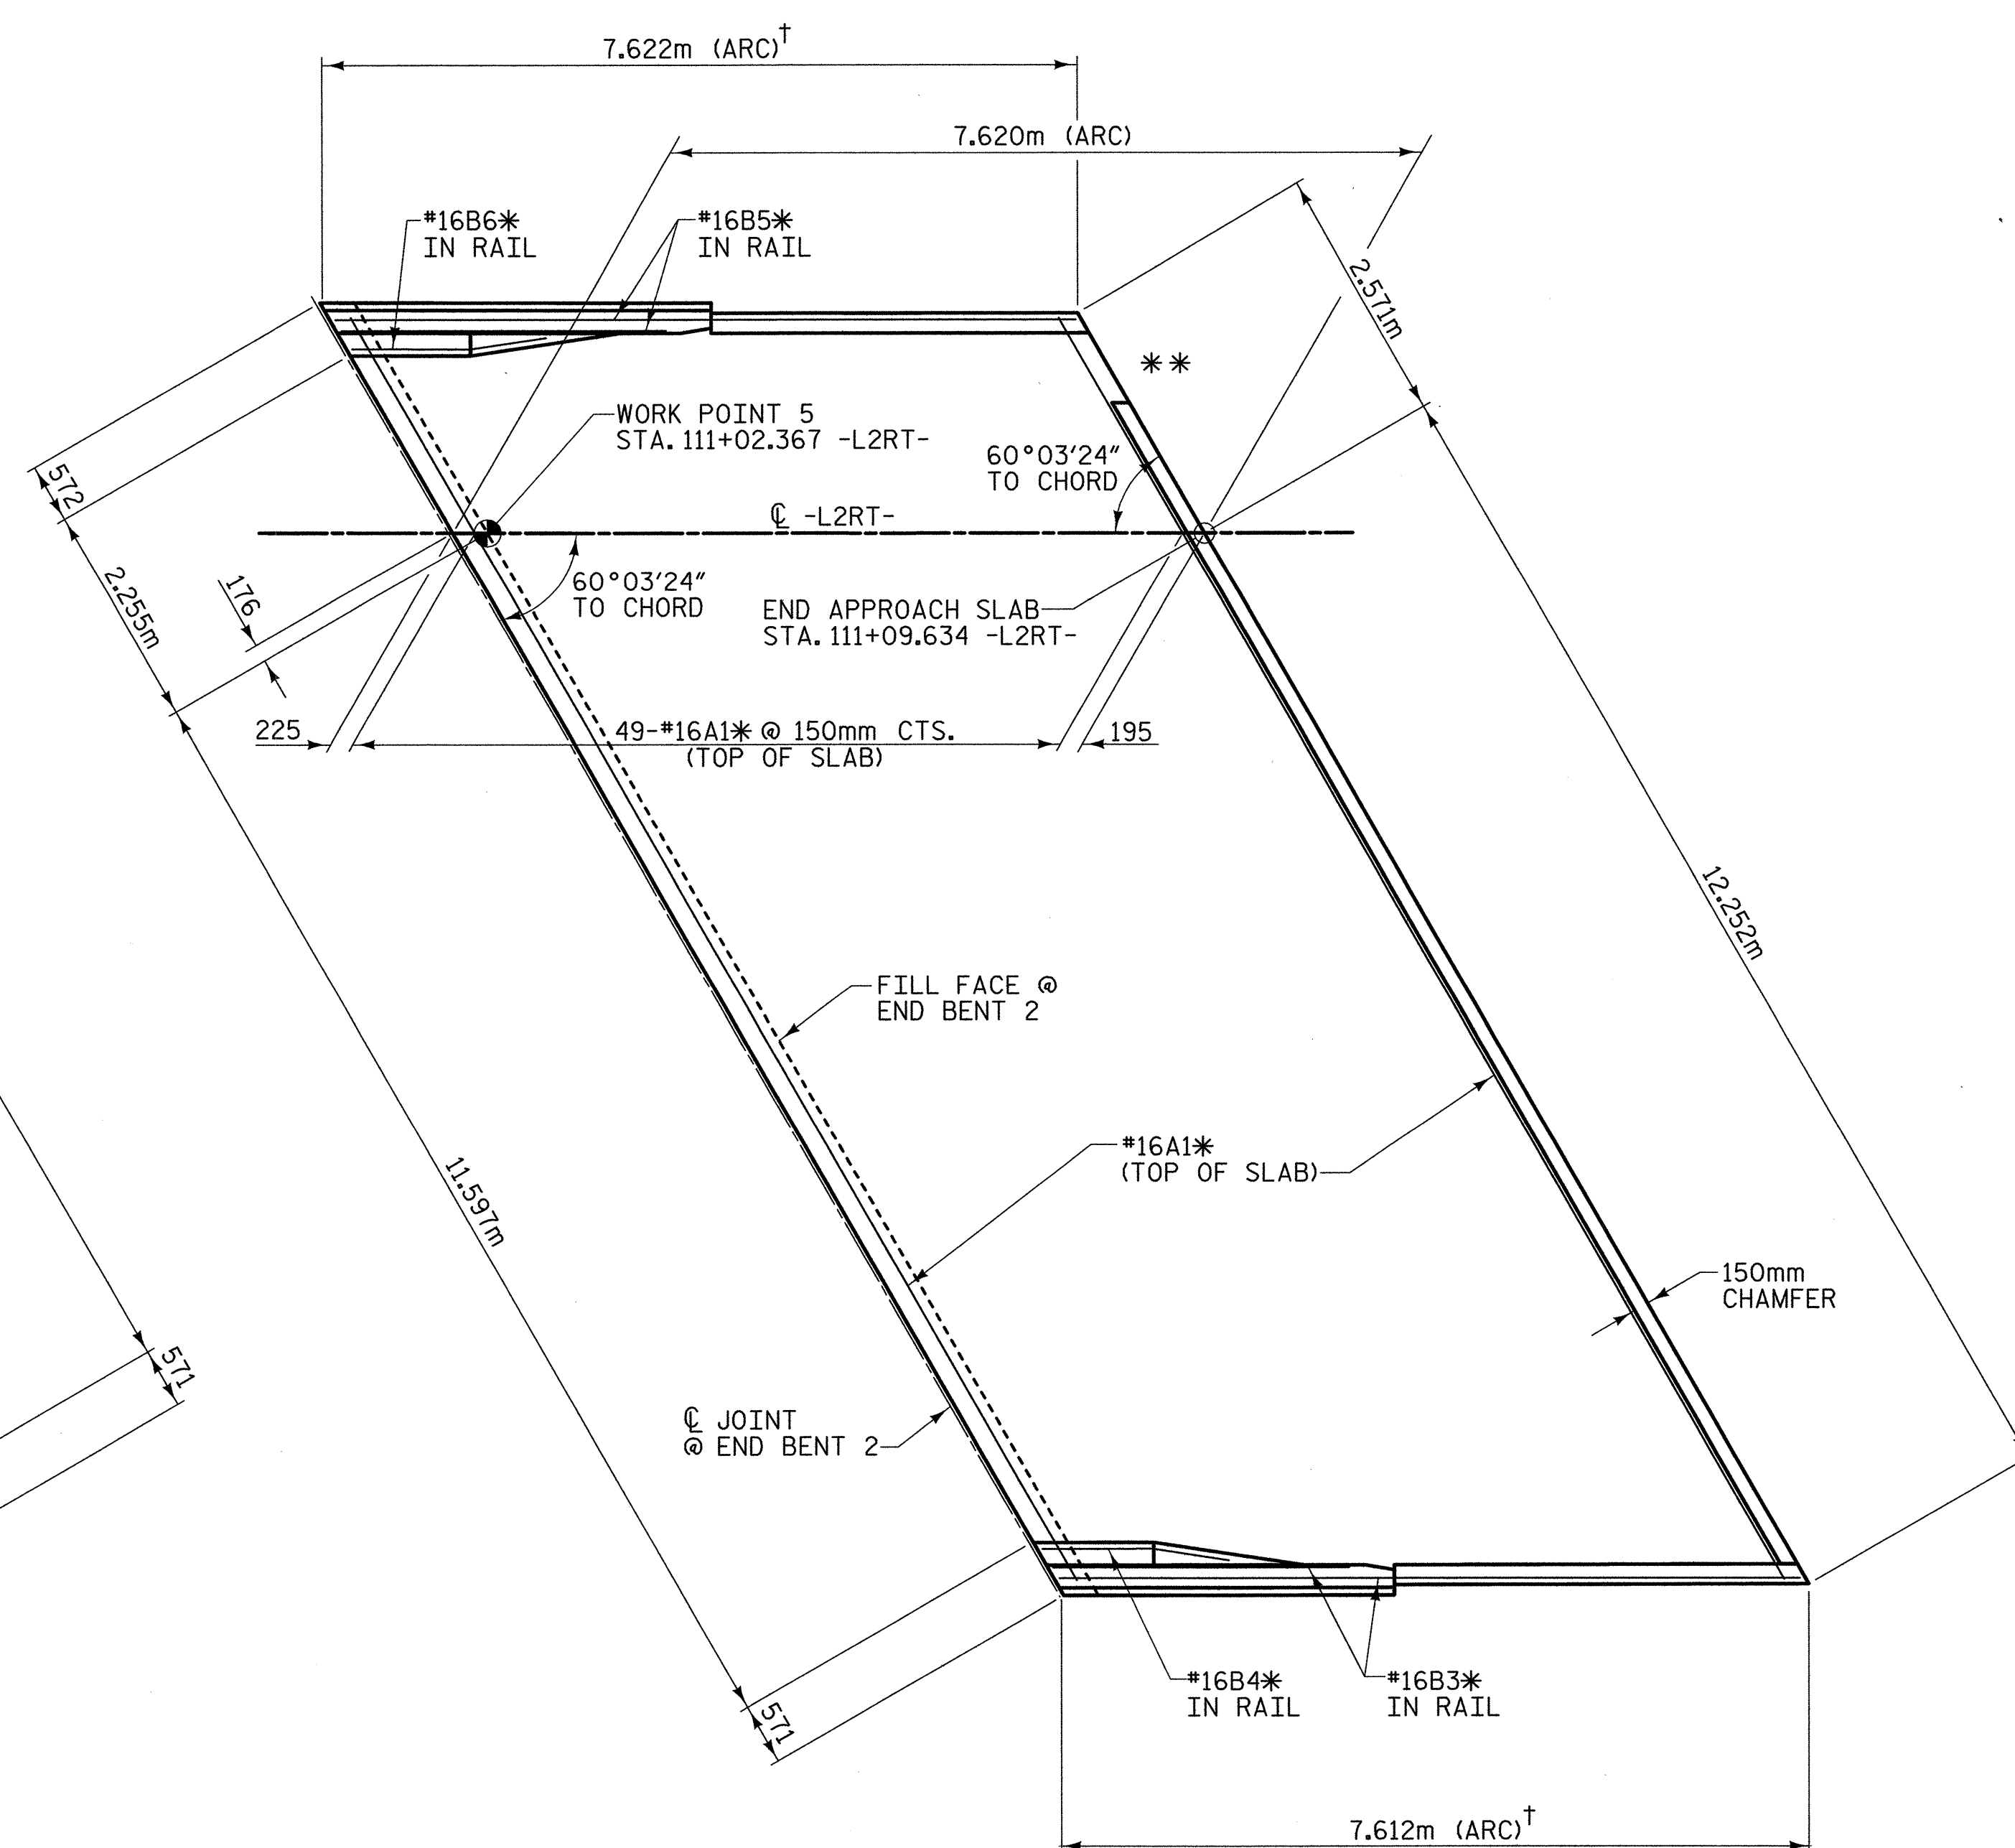 7.622m (ARC)†
7.620m (ARC)
#16B6* IN RAIL
#16B5* IN RAIL
2.571m
**
WORK POINT 5
STA. 111+02.367 -L2RT-
60°03'24"
TO CHORD
572
℄ -L2RT-
2.255m
176
60°03'24"
TO CHORD
END APPROACH SLAB
STA. 111+09.634 -L2RT-
225
49-#16A1* @ 150mm CTS.
(TOP OF SLAB)
195
12.252m
FILL FACE @
END BENT 2
#16A1*
(TOP OF SLAB)
11.597m
150mm
CHAMFER
571
℄ JOINT
@ END BENT 2
571
#16B4*
IN RAIL
#16B3*
IN RAIL
7.612m (ARC)†